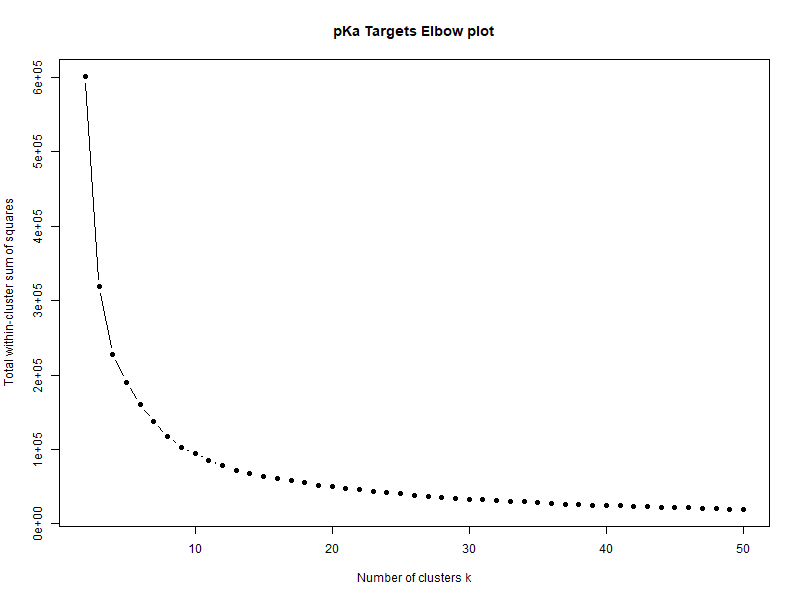 pKa Targets Elbow plot
Total within-cluster sum of squares
6e+05
5e+05
4e+05
3e+05
2e+05
1e+05
0e+00
10 20 30 40 50
Number of clusters k